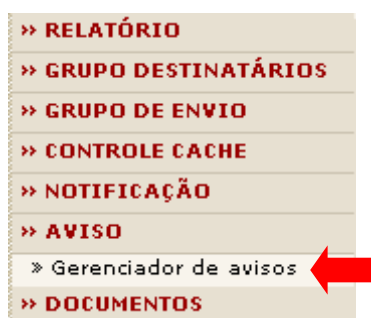 » RELATÓRIO
» GRUPO DESTINATÁRIOS
» GRUPO DE ENVIO
» CONTROLE CACHE
» NOTIFICAÇÃO
» AVISO
» Gerenciador de avisos
» DOCUMENTOS